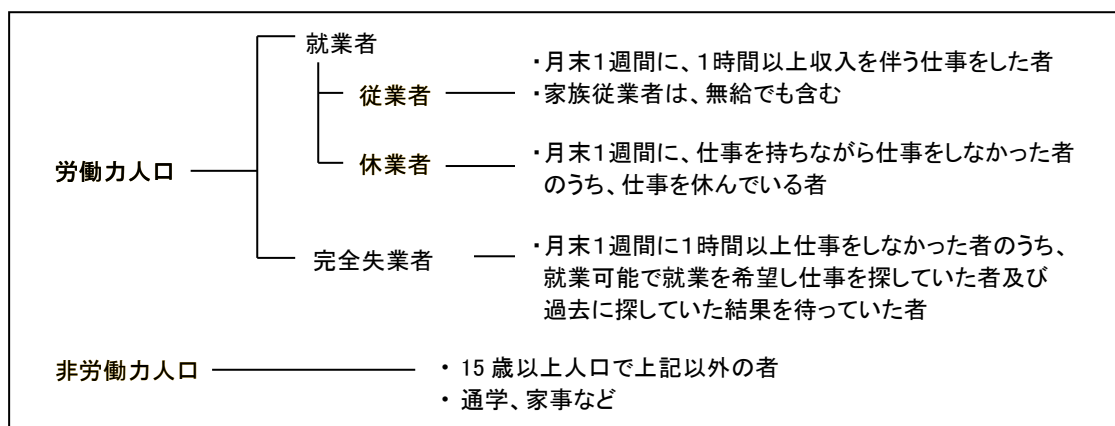 就業者
・月末１週間に、１時間以上収入を伴う仕事をした者
従業者
・家族従業者は、無給でも含む
労働力人口
休業者
・月末１週間に、仕事を持ちながら仕事をしなかった者
のうち、仕事を休んでいる者
完全失業者
・月末１週間に１時間以上仕事をしなかった者のうち、
就業可能で就業を希望し仕事を探していた者及び
過去に探していた結果を待っていた者
非労働力人口
・ 15 歳以上人口で上記以外の者
・ 通学、家事など